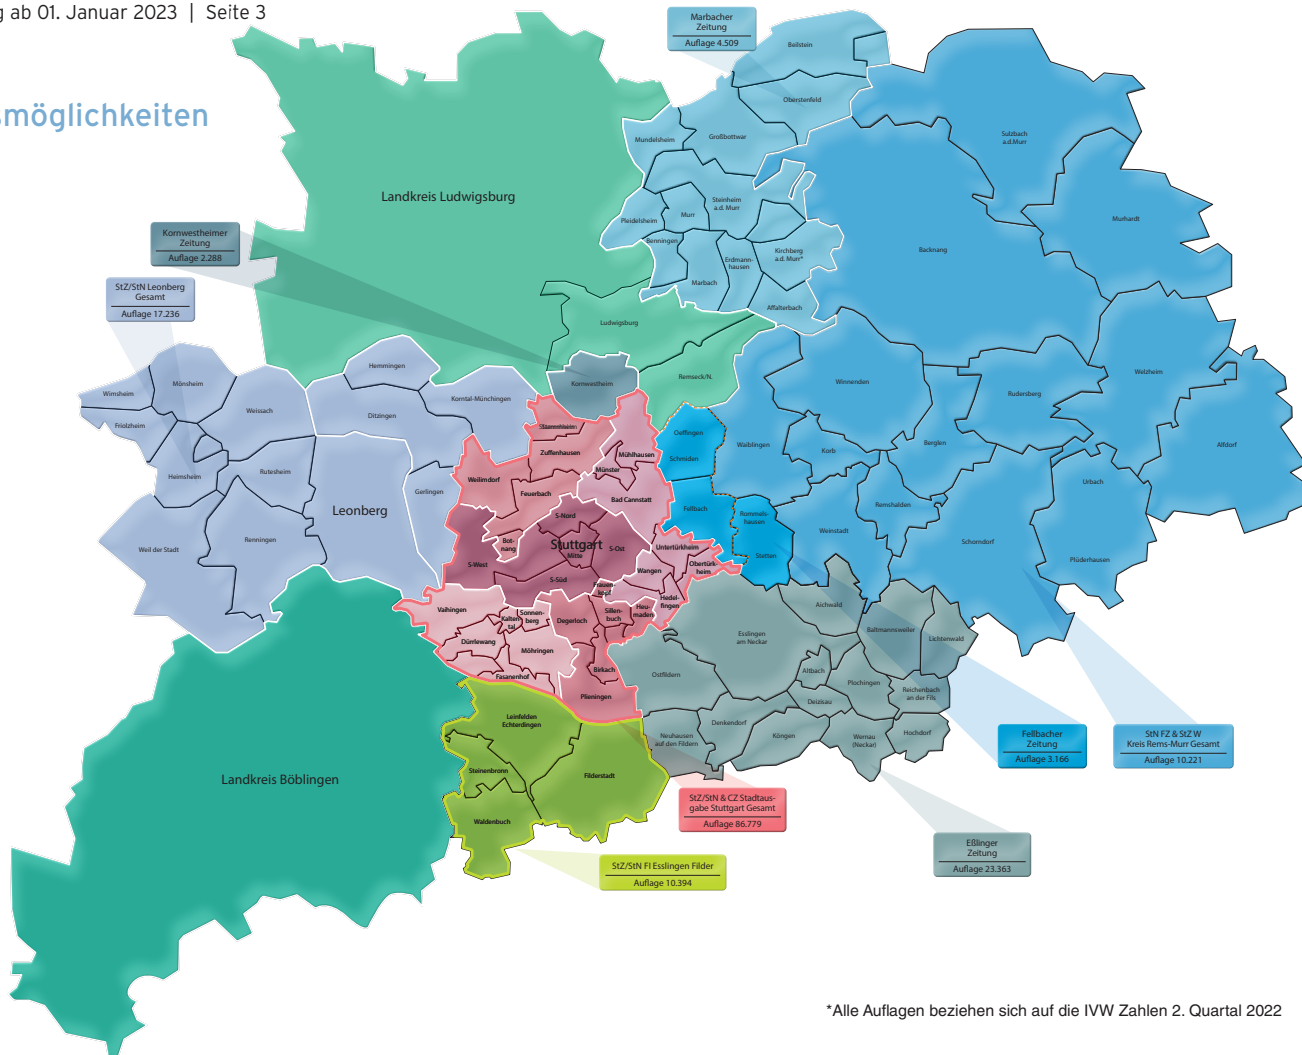 g ab 01. Januar 2023 | Seite 3
smöglichkeiten
Marbacher
Zeitung
Auflage 4.509
Kornwestheimer
Zeitung
Auflage 2.288
StZ/StN Leonberg
Gesamt
Auflage 17.236
Landkreis Ludwigsburg
Beilstein
Oberstenfeld
Großbottwar
Mundelsheim
Steinheim
a.d. Murr
Murr
Pleidelsheim
Benningen
Erdmann-
hausen
Kirchberg
a.d. Murr*
Marbach
Affalterbach
Sulzbach
a.d.Murr
Murrhardt
Backnang
Ludwigsburg
Remseck/N.
Kornwestheim
Hemmingen
Korntal-Münchingen
Ditzingen
Mönsheim
Wimsheim
Friolzheim
Weissach
Heimsheim
Rutesheim
Gerlingen
Leonberg
Renningen
Weil der Stadt
Winnenden
Rudersberg
Welzheim
Alfdorf
Waiblingen
Korb
Berglen
Remshalden
Urbach
Weinstadt
Schorndorf
Plüderhausen
Oeffingen
Schmiden
Fellbach
Rommels-
hausen
Stetten
Stammheim
Zuffenhausen
Mühlhausen
Münster
Weilimdorf
Feuerbach
Bad Cannstatt
S-Nord
Bot-
nang
Stuttgart
Mitte
S-Ost
S-West
S-Süd
Untertürkheim
Obertürk-
heim
Wangen
Frauen-
kopf
Hedel-
fingen
Vaihingen
Kalten-
tal
Sonnen-
berg
Degerloch
Sillen-
buch
Heu-
maden
Dürrlewang
Möhringen
Fasanenhof
Birkach
Plieningen
Aichwald
Baltmannsweiler
Lichtenwald
Esslingen
am Neckar
Ostfildern
Altbach
Plochingen
Reichenbach
an der Fils
Deizisau
Denkendorf
Neuhausen
auf den Fildern
Köngen
Wernau
(Neckar)
Hochdorf
Leinfelden
Echterdingen
Steinenbronn
Filderstadt
Waldenbuch
Landkreis Böblingen
Fellbacher
Zeitung
Auflage 3.166
StN FZ & StZ W
Kreis Rems-Murr Gesamt
Auflage 10.221
StZ/StN & CZ Stadtaus-
gabe Stuttgart Gesamt
Auflage 86.779
Eßlinger
Zeitung
Auflage 23.363
StZ/StN FI Esslingen Filder
Auflage 10.394
*Alle Auflagen beziehen sich auf die IVW Zahlen 2. Quartal 2022